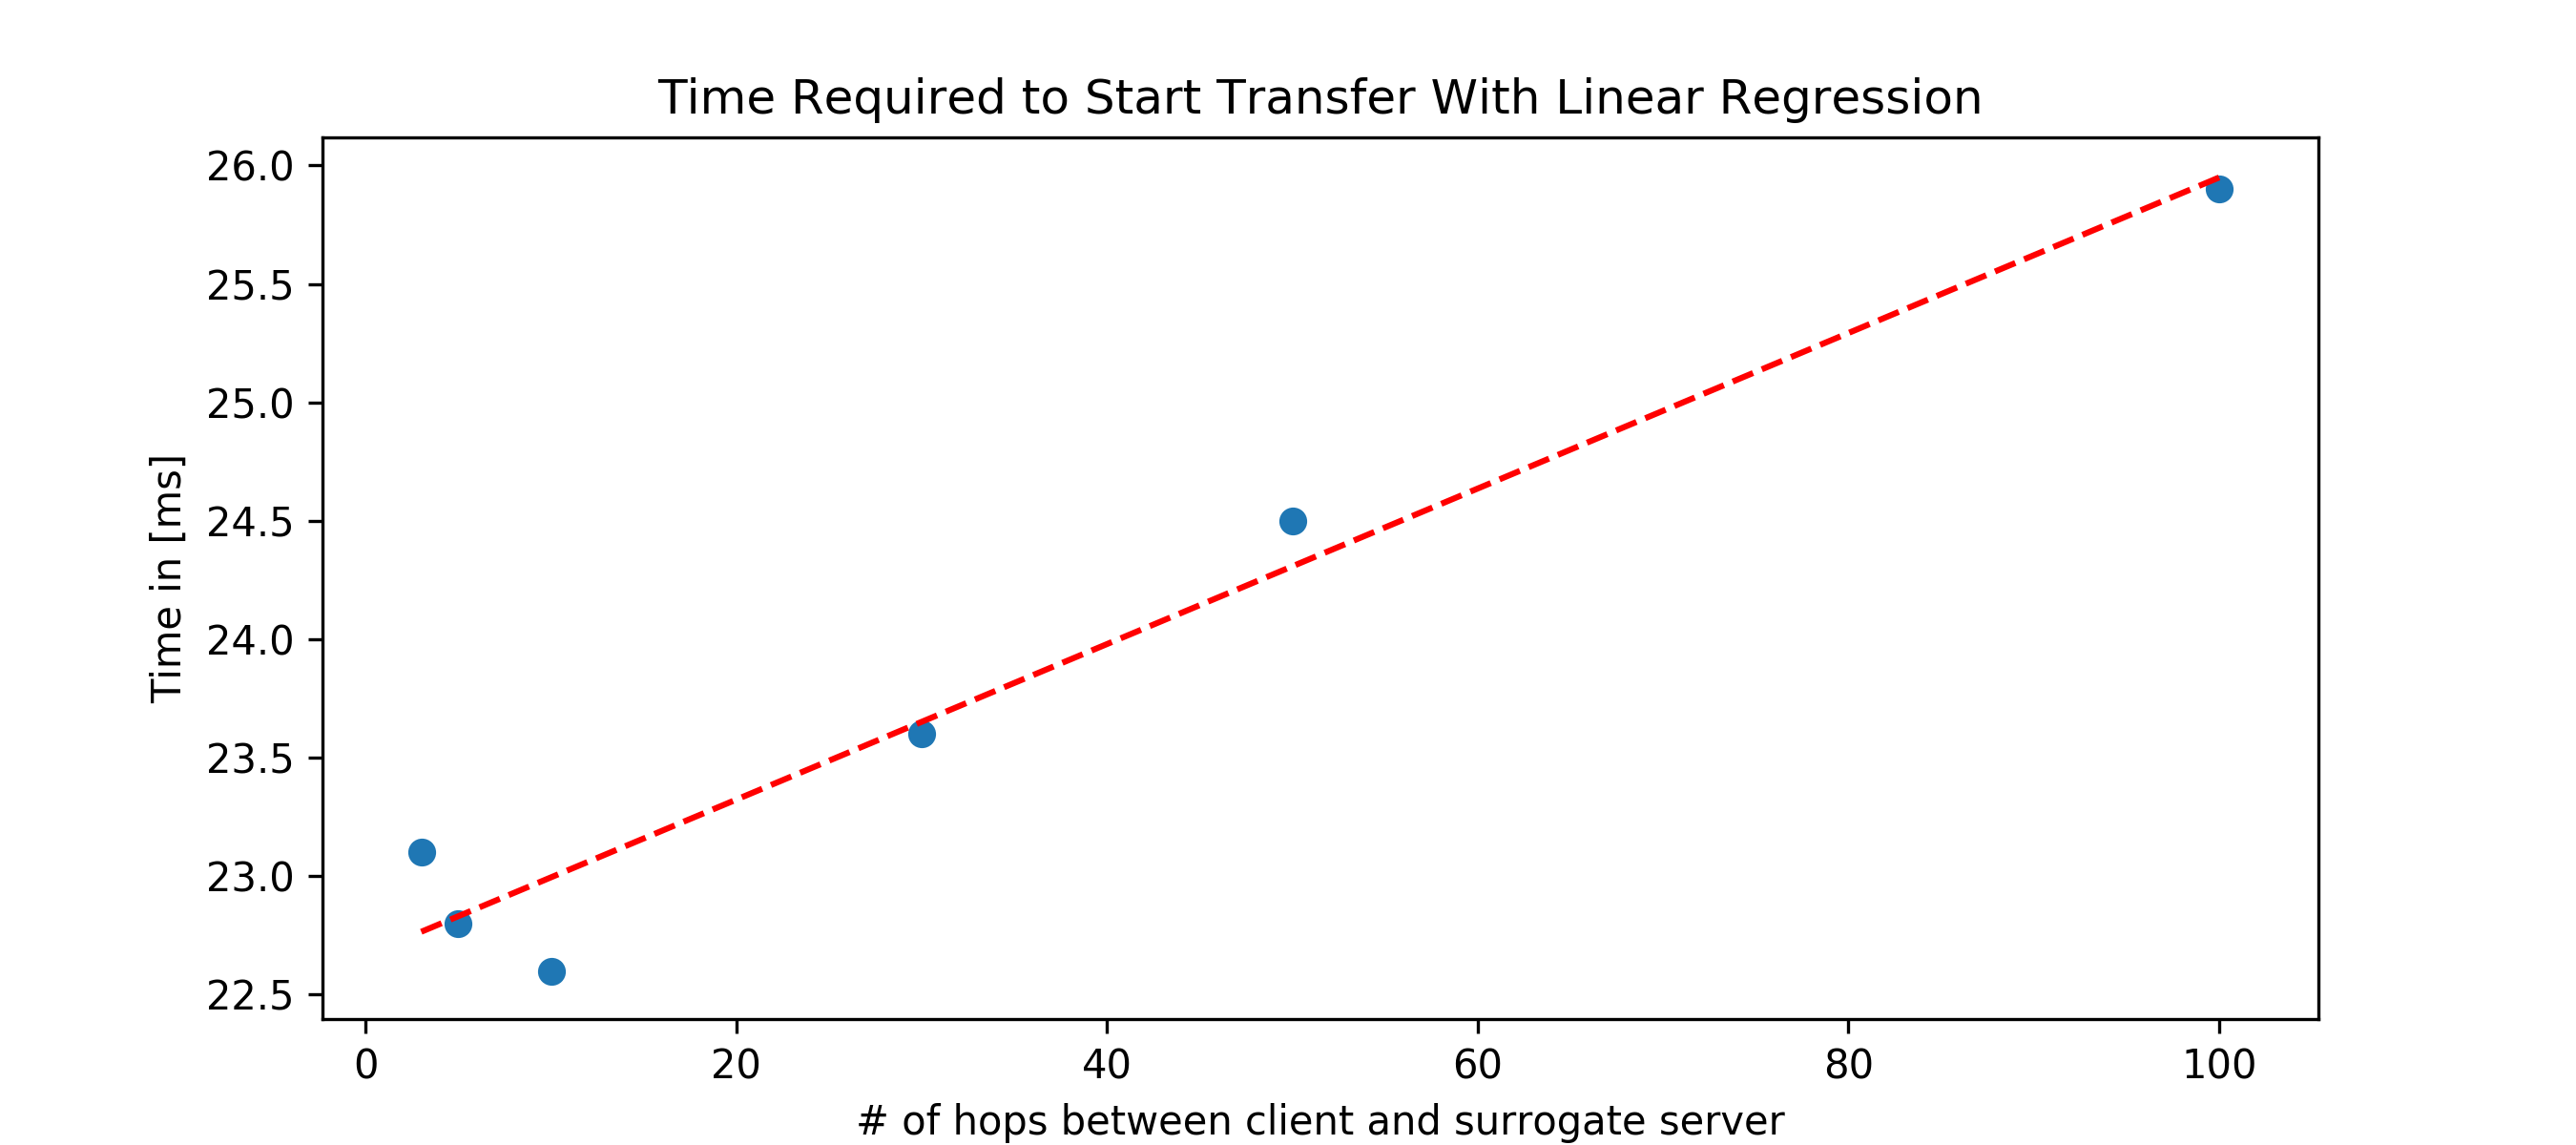 Time Required to Start Transfer With Linear Regression
26.0
25.5
25.0
24.5
24.0
23.5
23.0
22.5
Time in [ms]
0 20 40 60 80 100
# of hops between client and surrogate server